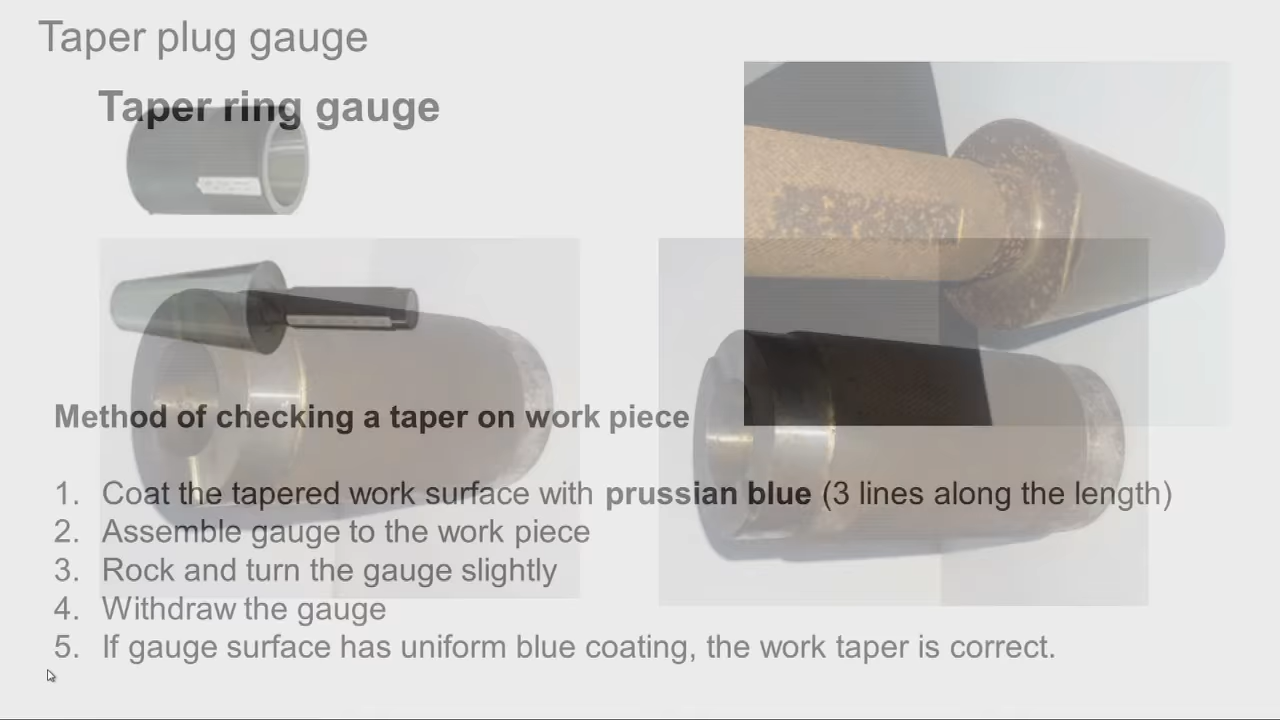 Taper plug gauge
Taper ring gauge
Method of checking a taper on work piece
1. Coat the tapered work surface with prussian blue (3 lines along the length)
2. Assemble gauge to the work piece
3. Rock and turn the gauge slightly
4. Withdraw the gauge
5. If gauge surface has uniform blue coating, the work taper is correct.